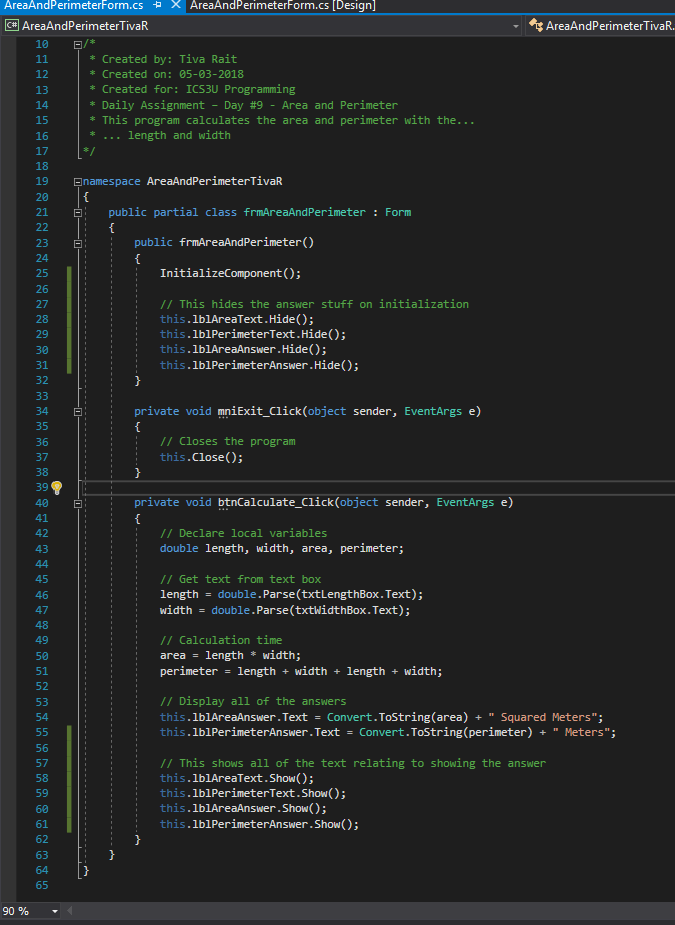 AreaAndPerimeterForm.cs AreaAndPerimeterForm.cs [Design]
C# AreaAndPerimeterTivaR AreaAndPerimeterTivaR.
10 /*
11 * Created by: Tiva Rait
12 * Created on: 05-03-2018
13 * Created for: ICS3U Programming
14 * Daily Assignment – Day #9 - Area and Perimeter
15 * This program calculates the area and perimeter with the...
16 * ... length and width
17 */
18
19 namespace AreaAndPerimeterTivaR
20 {
21 public partial class frmAreaAndPerimeter : Form
22 {
23 public frmAreaAndPerimeter()
24 {
25 InitializeComponent();
26
27 // This hides the answer stuff on initialization
28 this.lblAreaText.Hide();
29 this.lblPerimeterText.Hide();
30 this.lblAreaAnswer.Hide();
31 this.lblPerimeterAnswer.Hide();
32 }
33
34 private void mniExit_Click(object sender, EventArgs e)
35 {
36 // Closes the program
37 this.Close();
38 }
39
40 private void btnCalculate_Click(object sender, EventArgs e)
41 {
42 // Declare local variables
43 double length, width, area, perimeter;
44
45 // Get text from text box
46 length = double.Parse(txtLengthBox.Text);
47 width = double.Parse(txtWidthBox.Text);
48
49 // Calculation time
50 area = length * width;
51 perimeter = length + width + length + width;
52
53 // Display all of the answers
54 this.lblAreaAnswer.Text = Convert.ToString(area) + " Squared Meters";
55 this.lblPerimeterAnswer.Text = Convert.ToString(perimeter) + " Meters";
56
57 // This shows all of the text relating to showing the answer
58 this.lblAreaText.Show();
59 this.lblPerimeterText.Show();
60 this.lblAreaAnswer.Show();
61 this.lblPerimeterAnswer.Show();
62 }
63 }
64 }
65
90 %